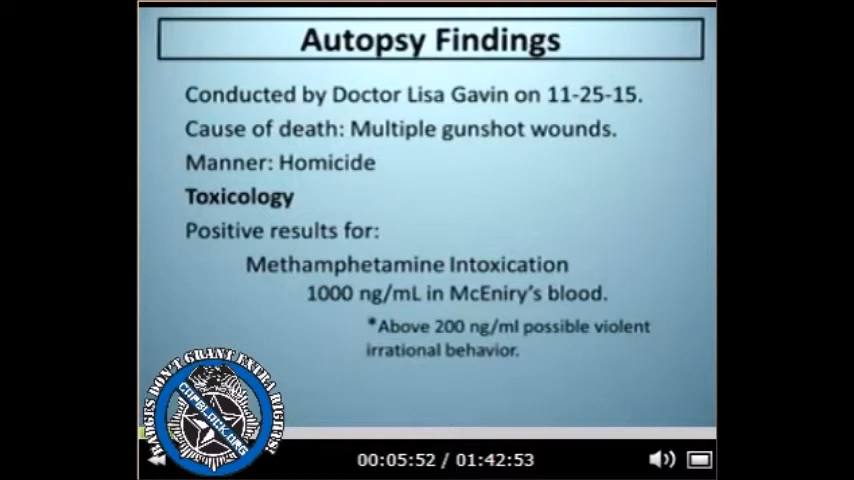 Autopsy Findings
Conducted by Doctor Lisa Gavin on 11-25-15.
Cause of death: Multiple gunshot wounds.
Manner: Homicide
Toxicology
Positive results for:
Methamphetamine Intoxication
1000 ng/mL in McEniry's blood.
*Above 200 ng/ml possible violent
irrational behavior.
BADGES DON'T GRANT EXTRA RIGHTS!
COPBLOCK.ORG
00:05:52 / 01:42:53